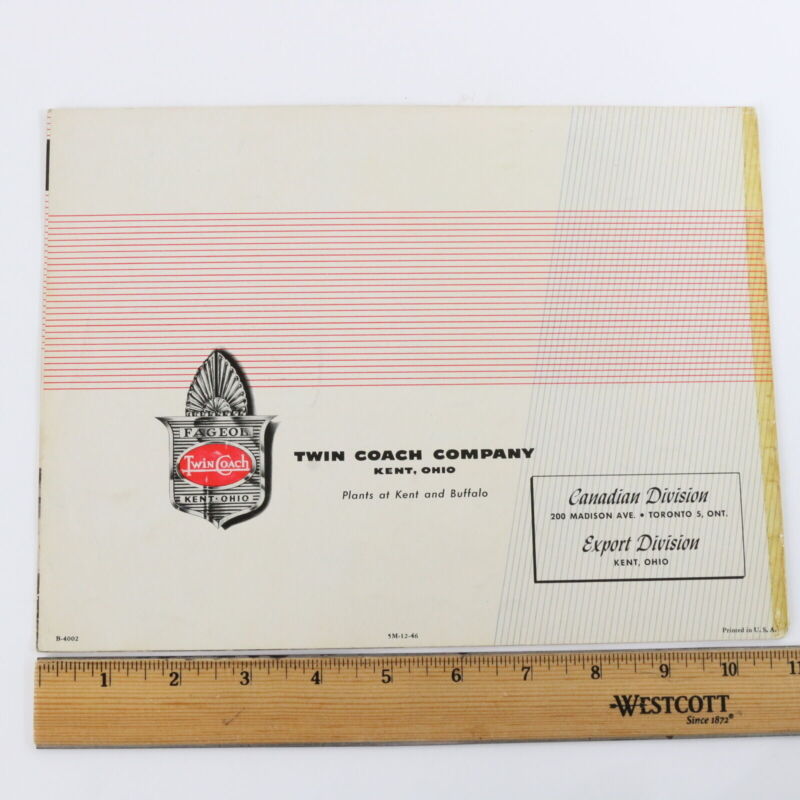 FAGEOL
Twin Coach
KENT·OHIO
TWIN COACH COMPANY
KENT, OHIO
Plants at Kent and Buffalo
Canadian Division
200 MADISON AVE. • TORONTO 5, ONT.
Export Division
KENT, OHIO
B-4002
5M-12-46
Printed in U. S. A.
1 2 3 4 5 6 7 8 9 10 11
WESTCOTT
Since 1872®